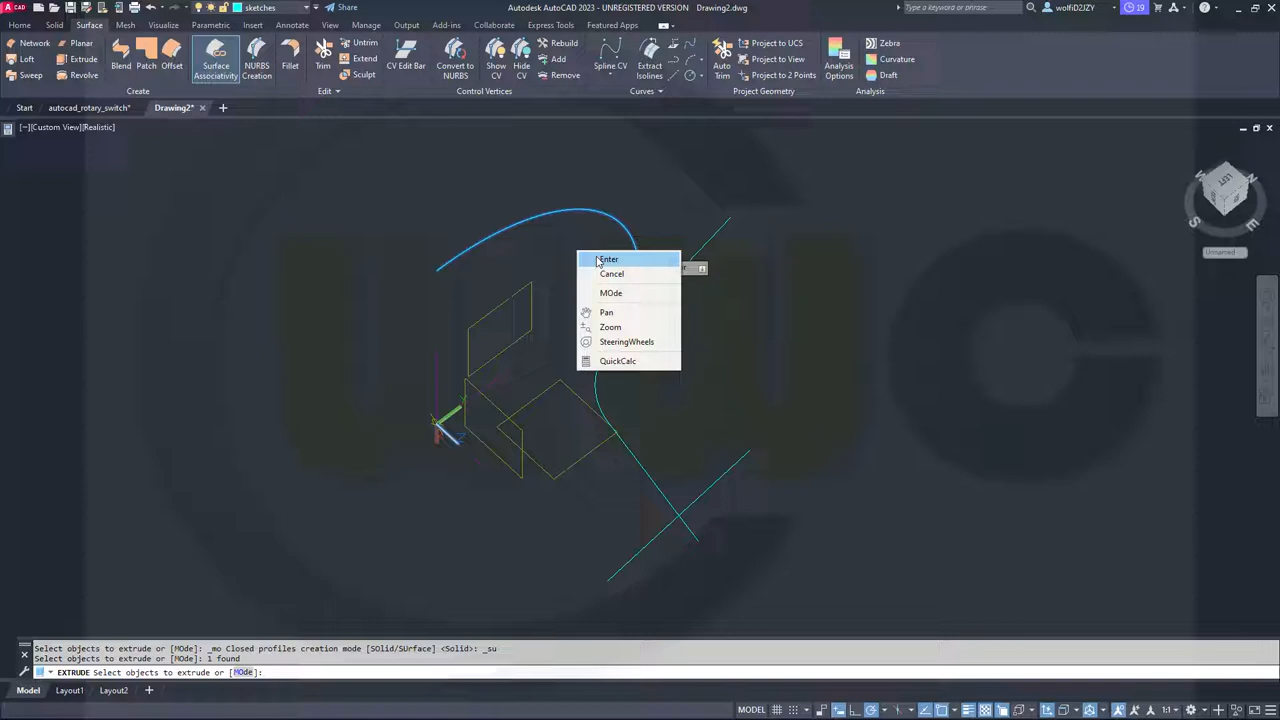 sketches
Share
Autodesk AutoCAD 2023 - UNREGISTERED VERSION Drawing2.dwg
Type a keyword or phrase
wolfiD2JZY
19
CAD
Home Solid Surface Mesh Visualize Parametric Insert Annotate View Manage Output Add-ins Collaborate Express Tools Featured Apps
Network Planar
Loft Extrude
Sweep Revolve
Blend Patch Offset
Surface Associativity
NURBS Creation
Fillet
Trim
Untrim
Extend
Sculpt
CV Edit Bar
Convert to NURBS
Show CV
Hide CV
Rebuild
Add
Remove
Spline CV
Extract Isolines
Auto Trim
Project to UCS
Project to View
Project to 2 Points
Analysis Options
Zebra
Curvature
Draft
Create Edit Control Vertices Curves Project Geometry Analysis
Start autocad_rotary_switch* Drawing2*
[−][Custom View][Realistic]
LEFT
S
E
Unnamed
Enter
Cancel
MOde
Pan
Zoom
SteeringWheels
QuickCalc
Select objects to extrude or [MOde]: _mo Closed profiles creation mode [SOlid/SUrface] <Solid>: _su
Select objects to extrude or [MOde]: 1 found
EXTRUDE Select objects to extrude or [MOde]:
Model Layout1 Layout2
MODEL
1:1